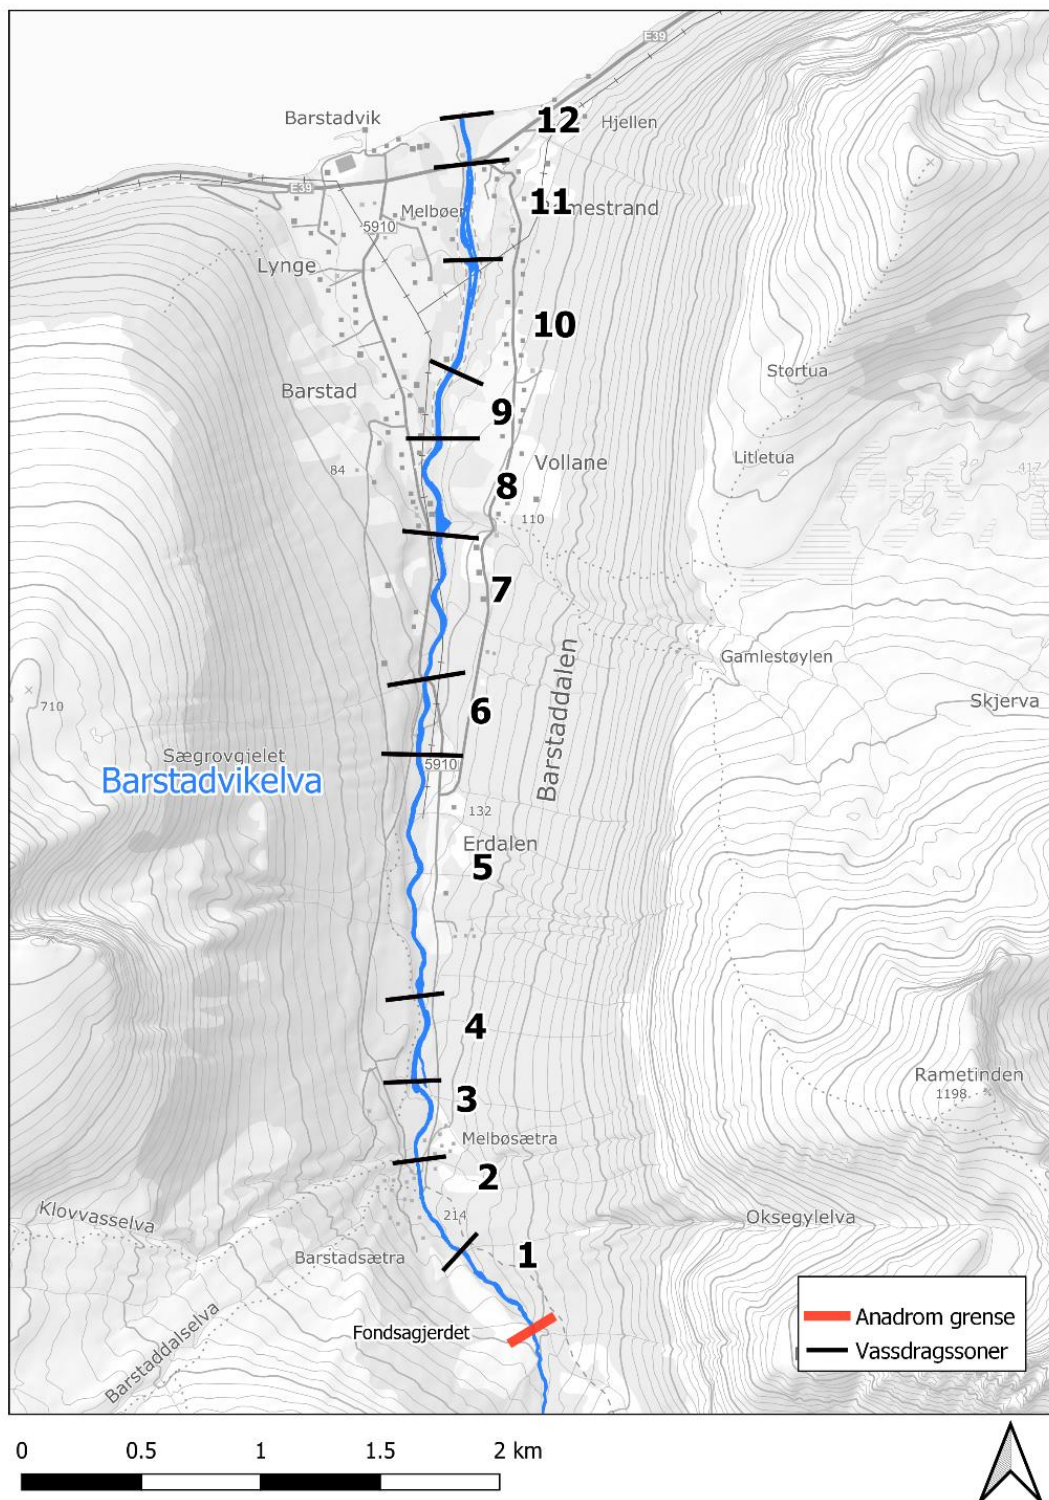 E39
Barstadvik
12
Hjellen
E39
11
Melbøen
5910
Lynge
10
Stortua
Barstad
9
Vollane
Litletua
84
8
417
110
7
Barstaddalen
Gamlestøylen
6
Skjerva
710
Sægrovgjelet
5910
Barstadvikelva
132
Erdalen
5
4
Rametinden
1198
3
Melbøsætra
2
Klovvasselva
214
Oksegylelva
Barstadsætra
1
Fondsagjerdet
Barstaddalselva
Anadrom grense
Vassdragssoner
0 0.5 1 1.5 2 km